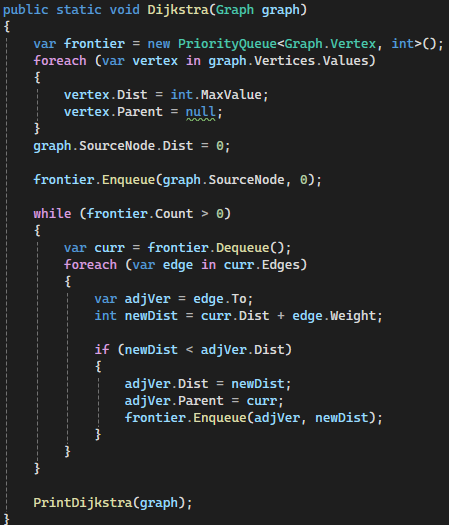 public static void Dijkstra(Graph graph)
{
    var frontier = new PriorityQueue<Graph.Vertex, int>();
    foreach (var vertex in graph.Vertices.Values)
    {
        vertex.Dist = int.MaxValue;
        vertex.Parent = null;
    }
    graph.SourceNode.Dist = 0;

    frontier.Enqueue(graph.SourceNode, 0);

    while (frontier.Count > 0)
    {
        var curr = frontier.Dequeue();
        foreach (var edge in curr.Edges)
        {
            var adjVer = edge.To;
            int newDist = curr.Dist + edge.Weight;

            if (newDist < adjVer.Dist)
            {
                adjVer.Dist = newDist;
                adjVer.Parent = curr;
                frontier.Enqueue(adjVer, newDist);
            }
        }
    }

    PrintDijkstra(graph);
}